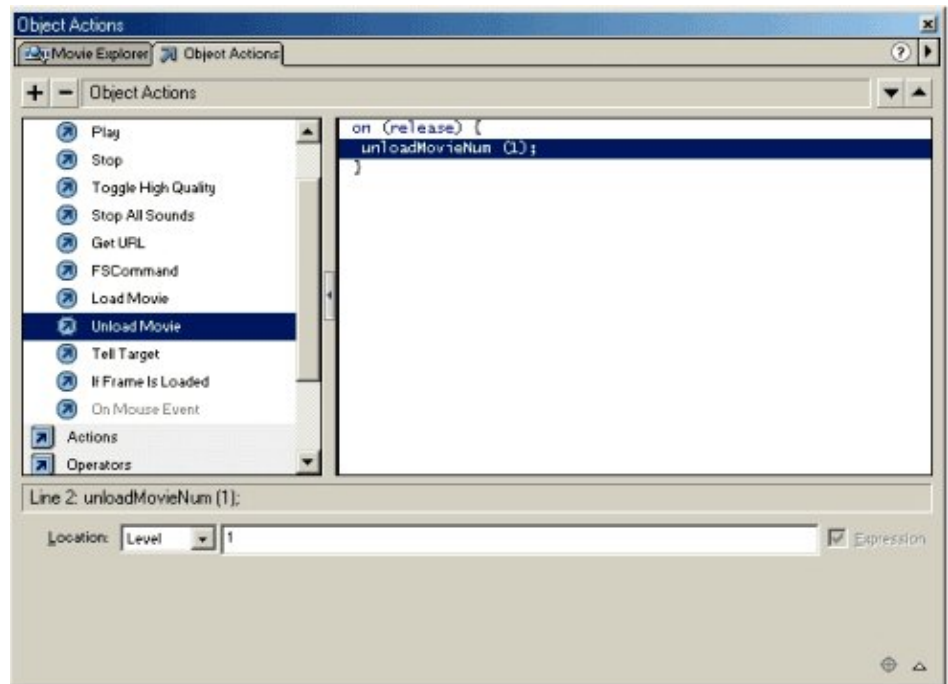 Object Actions
Movie Explorer Object Actions
Object Actions
Play
Stop
Toggle High Quality
Stop All Sounds
Get URL
FSCommand
Load Movie
Unload Movie
Tell Target
If Frame Is Loaded
On Mouse Event
Actions
Operators
on (release) {
unloadMovieNum (1);
}
Line 2: unloadMovieNum (1);
Location: Level 1 Expression